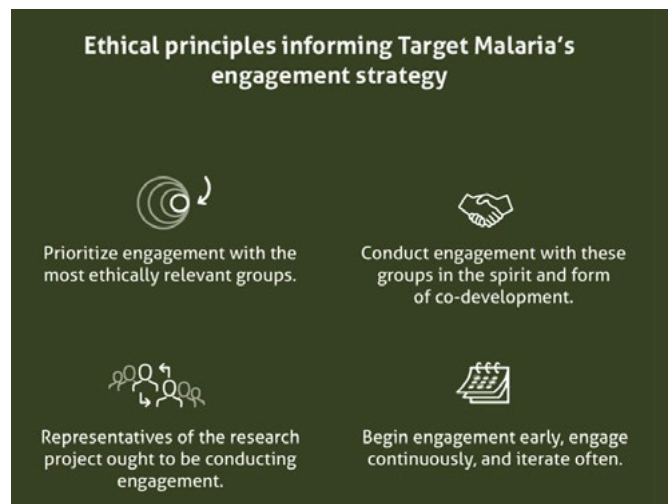 Ethical principles informing Target Malaria's
engagement strategy
Prioritize engagement with the
most ethically relevant groups.
Conduct engagement with these
groups in the spirit and form
of co-development.
Representatives of the research
project ought to be conducting
engagement.
Begin engagement early, engage
continuously, and iterate often.